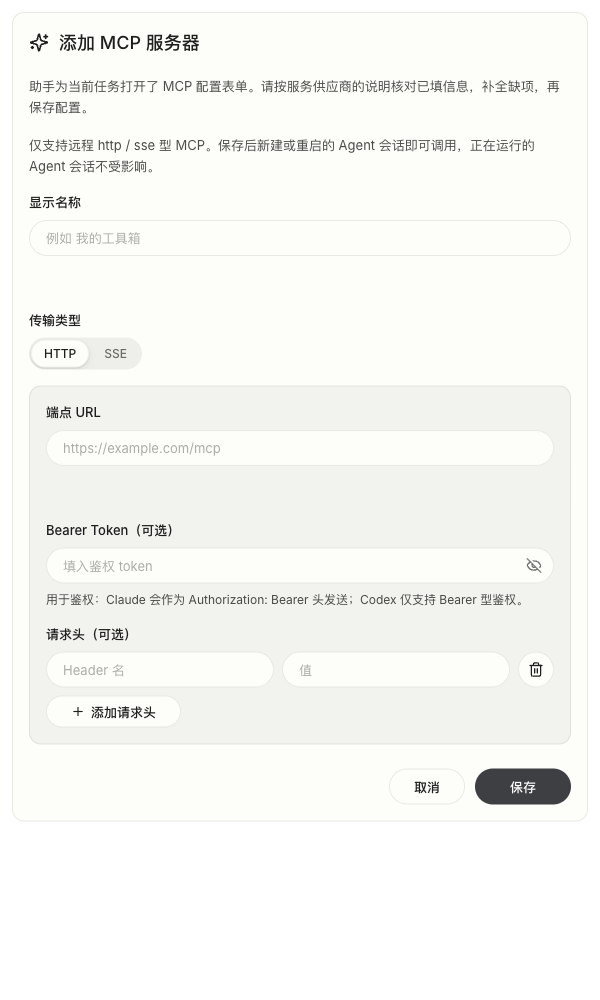 添加 MCP 服务器
助手为当前任务打开了 MCP 配置表单。请按服务供应商的说明核对已填信息，补全缺项，再
保存配置。
仅支持远程 http / sse 型 MCP。保存后新建或重启的 Agent 会话即可调用，正在运行的
Agent 会话不受影响。
显示名称
例如 我的工具箱
传输类型
HTTP SSE
端点 URL
https://example.com/mcp
Bearer Token（可选）
填入鉴权 token
用于鉴权：Claude 会作为 Authorization: Bearer 头发送；Codex 仅支持 Bearer 型鉴权。
请求头（可选）
Header 名 值
添加请求头
取消 保存